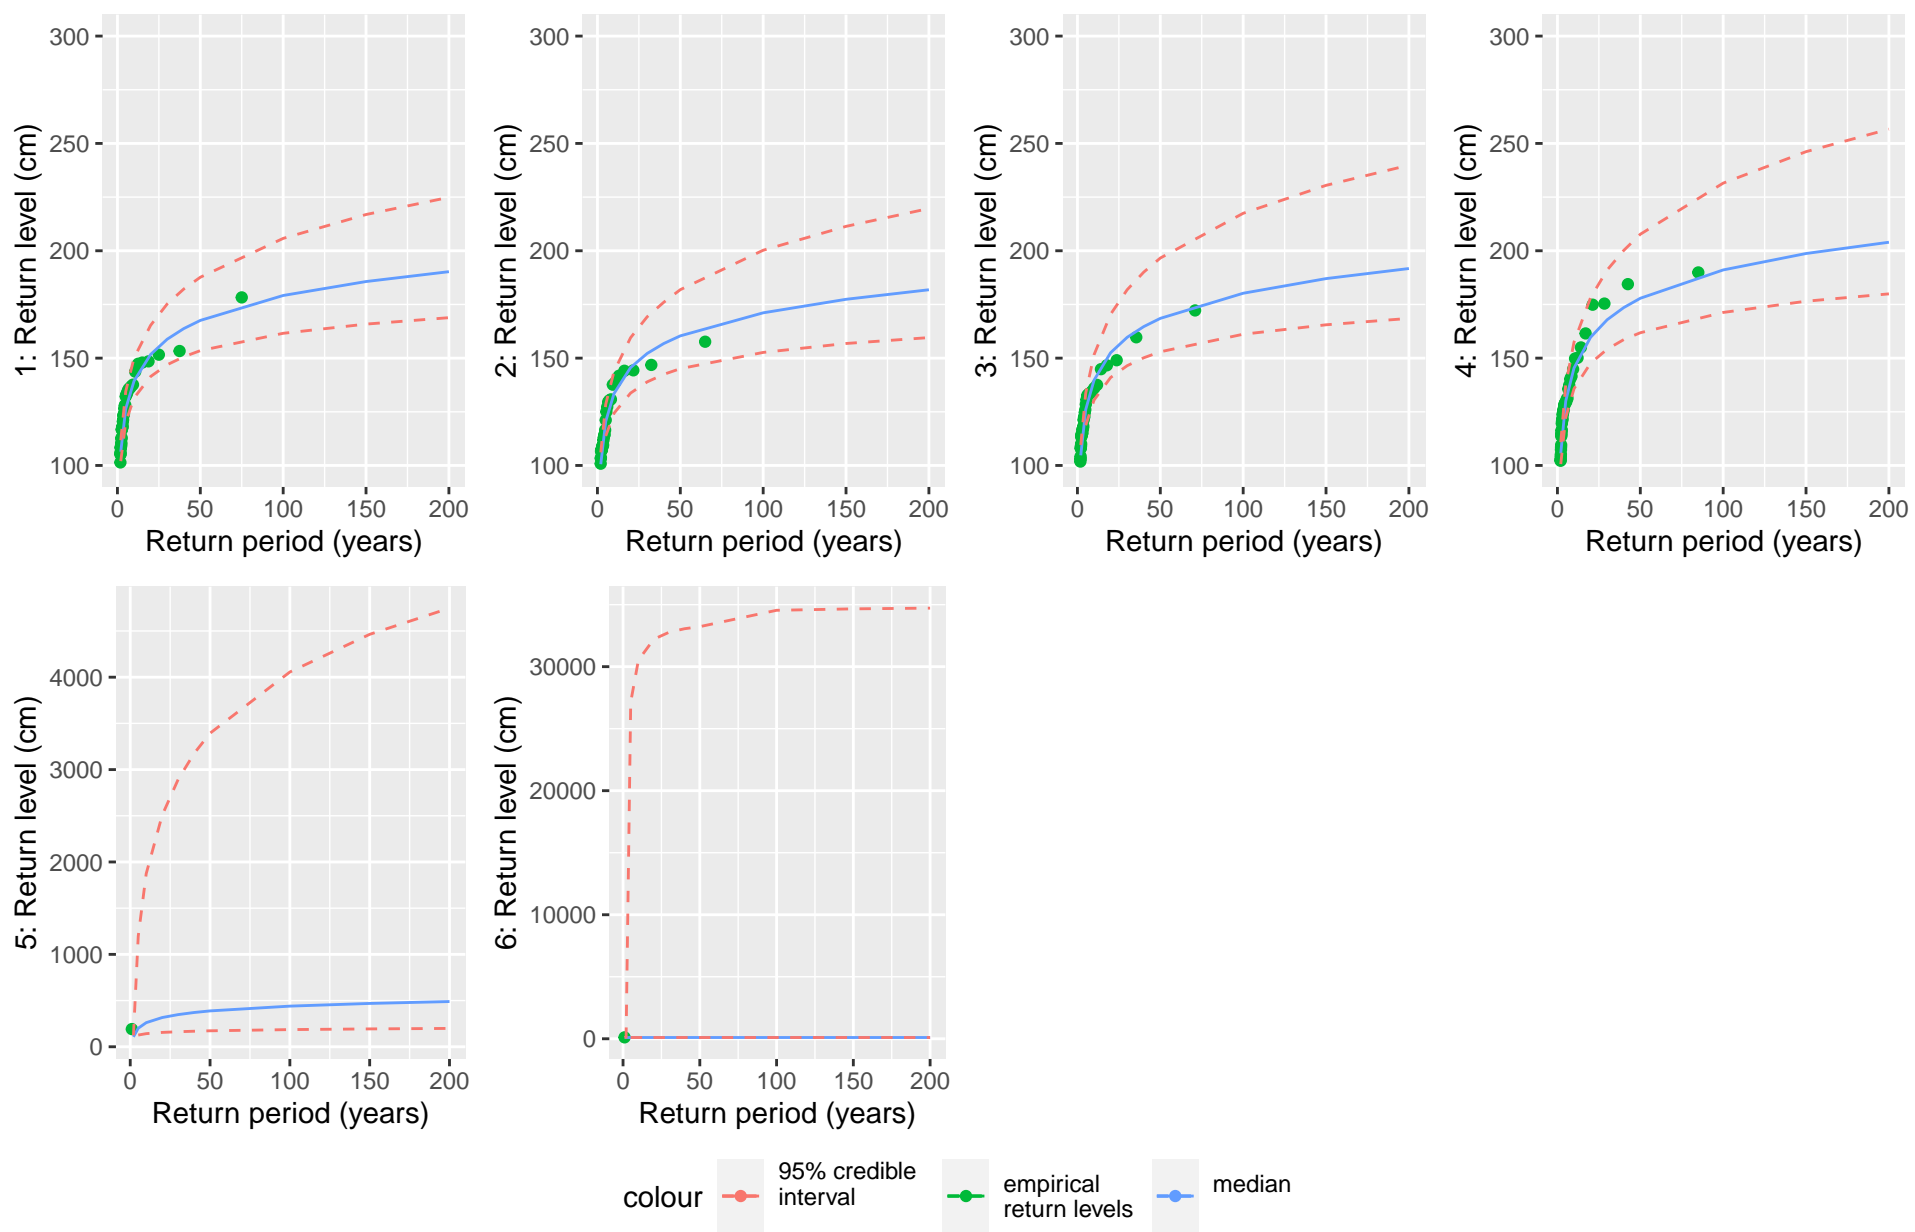 300
250
200
150
100
1: Return level (cm)
0 50 100 150 200
Return period (years)
300
250
200
150
100
2: Return level (cm)
0 50 100 150 200
Return period (years)
300
250
200
150
100
3: Return level (cm)
0 50 100 150 200
Return period (years)
300
250
200
150
100
4: Return level (cm)
0 50 100 150 200
Return period (years)
4000
3000
2000
1000
0
5: Return level (cm)
0 50 100 150 200
Return period (years)
30000
20000
10000
0
6: Return level (cm)
0 50 100 150 200
Return period (years)
colour
95% credible
interval
empirical
return levels
median